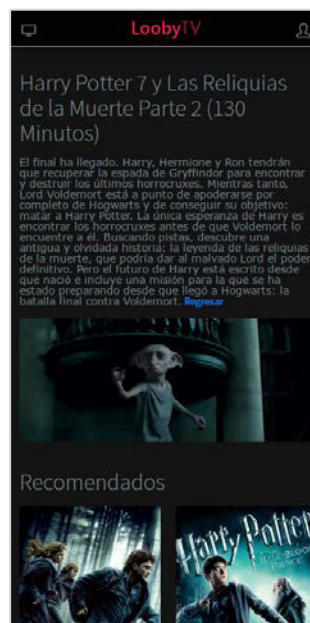 LoobyTV
Harry Potter 7 y Las Reliquias
de la Muerte Parte 2 (130
Minutos)
El final ha llegado. Harry, Hermione y Ron tendrán
que recuperar la espada de Gryffindor para encontrar
y destruir los últimos horrocruxes. Mientras tanto,
Lord Voldemort está a punto de apoderarse por
completo de Hogwarts y de conseguir su objetivo:
matar a Harry Potter. La única esperanza de Harry es
encontrar los horrocruxes antes de que Voldemort lo
encuentre a él. Buscando pistas, descubre una
antigua y olvidada historia: la leyenda de las reliquias
de la muerte, que podría dar al malvado Lord el poder
definitivo. Pero el futuro de Harry está escrito desde
que nació e incluye una misión para la que se ha
estado preparando desde que llegó a Hogwarts: la
batalla final contra Voldemort. Regresar
Recomendados
Harry Potter
HALF-BLOOD
PRINCE